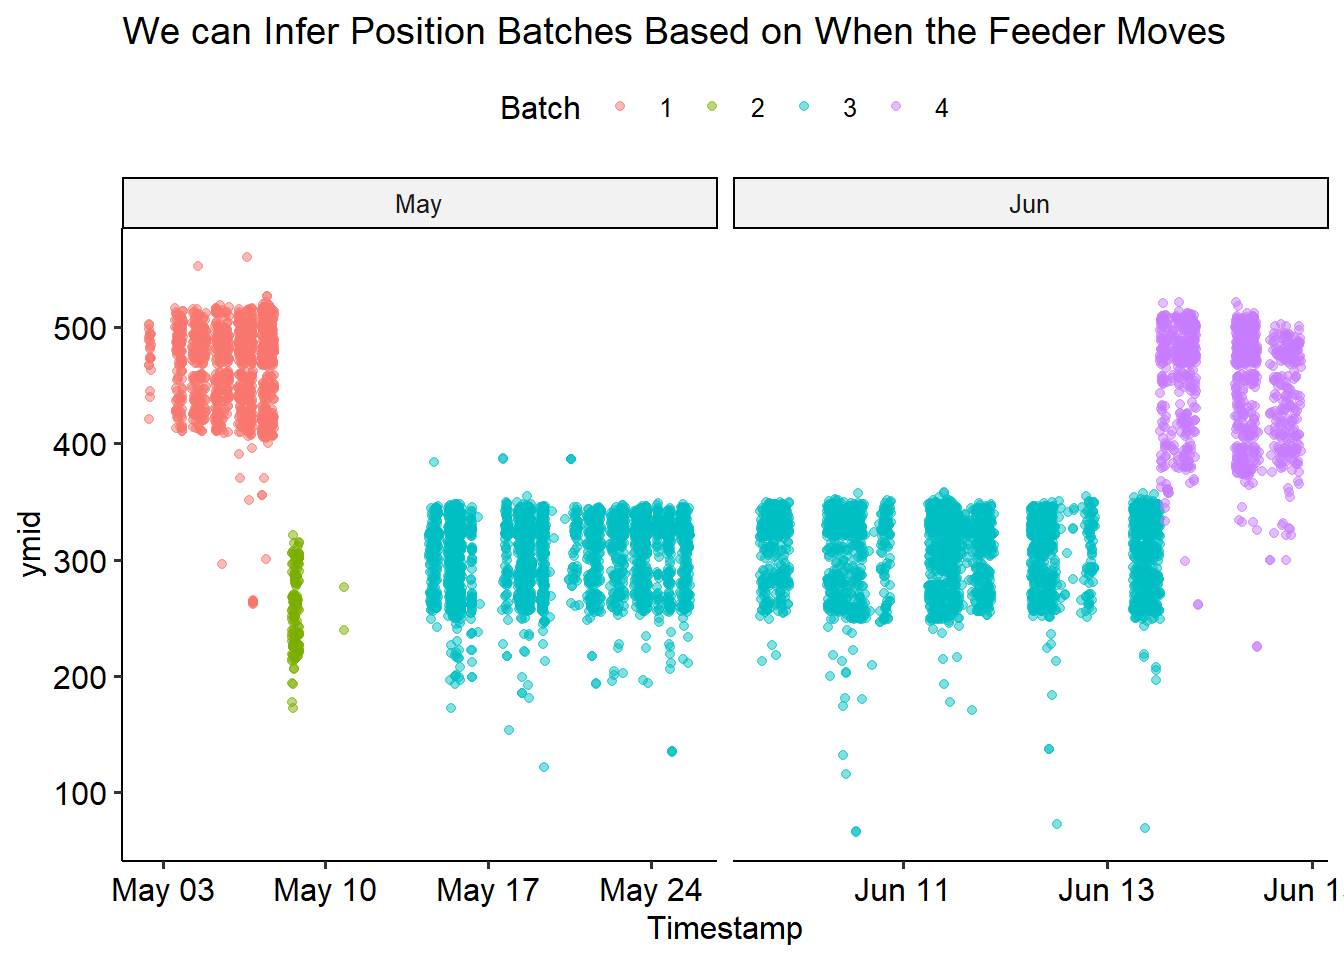 We can Infer Position Batches Based on When the Feeder Moves
Batch 1 2 3 4
May Jun
500
400
300
200
100
ymid
May 03 May 10 May 17 May 24 Jun 11 Jun 13 Jun
Timestamp